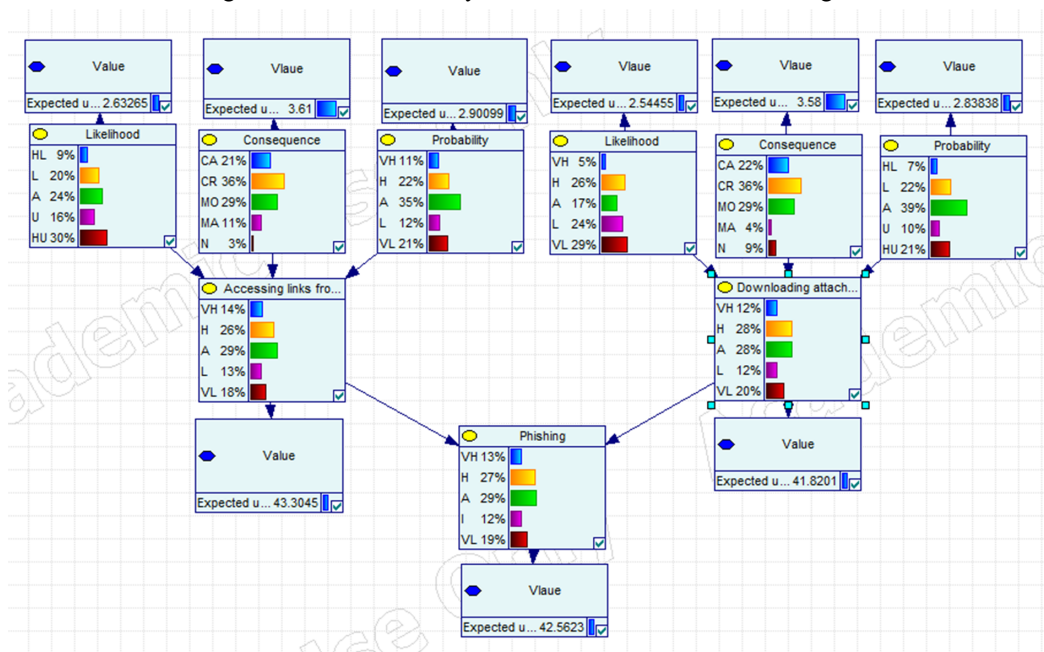 Value
Expected u... 2.63265
Vlaue
Expected u... 3.61
Value
Expected u... 2.90099
Vlaue
Expected u... 2.54455
Vlaue
Expected u... 3.58
Vlaue
Expected u... 2.83838
Likelihood
HL 9%
L 20%
A 24%
U 16%
HU 30%
Consequence
CA 21%
CR 36%
MO 29%
MA 11%
N 3%
Probability
VH 11%
H 22%
A 35%
L 12%
VL 21%
Likelihood
VH 5%
H 26%
A 17%
L 24%
VL 29%
Consequence
CA 22%
CR 36%
MO 29%
MA 4%
N 9%
Probability
HL 7%
L 22%
A 39%
U 10%
HU 21%
Accessing links fro...
VH 14%
H 26%
A 29%
L 13%
VL 18%
Downloading attach...
VH 12%
H 28%
A 28%
L 12%
VL 20%
Value
Expected u... 43.3045
Phishing
VH 13%
H 27%
A 29%
l 12%
VL 19%
Value
Expected u... 41.8201
Vlaue
Expected u... 42.5623